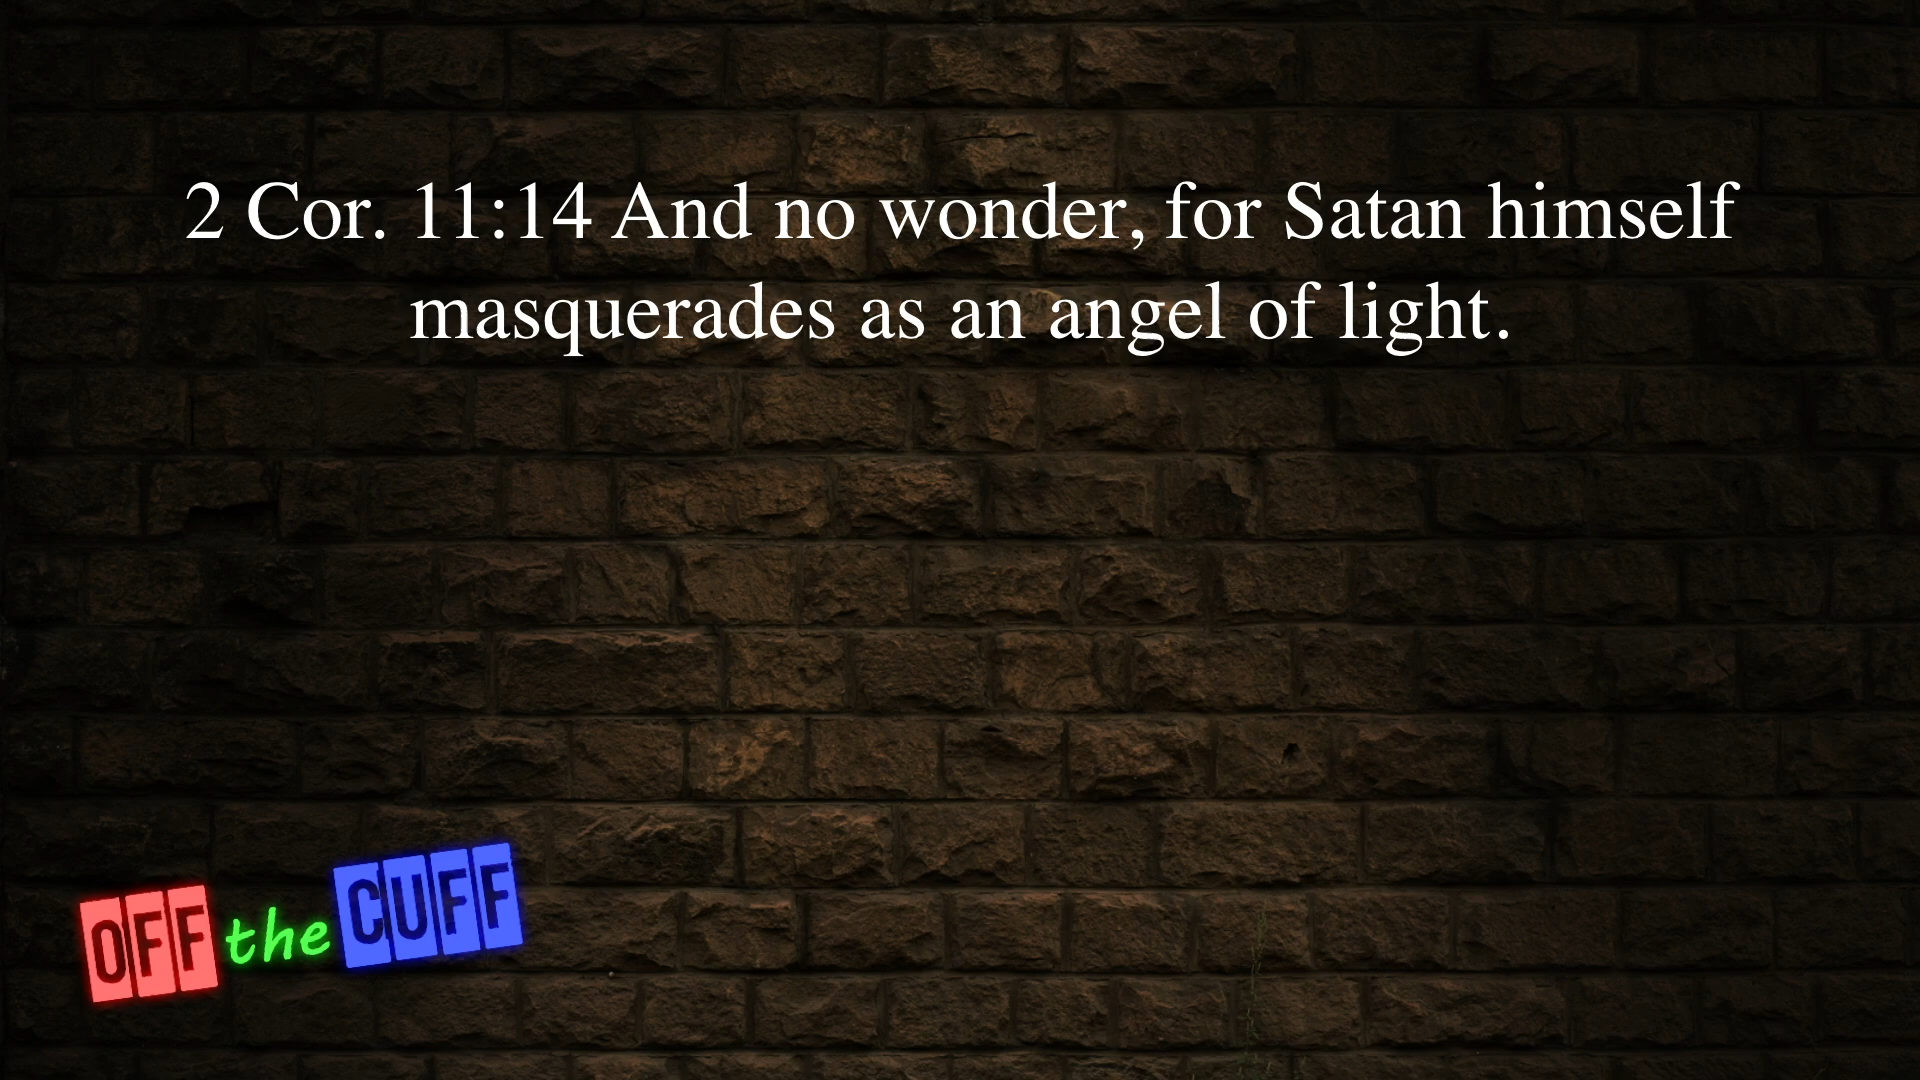 2 Cor. 11:14 And no wonder, for Satan himself
masquerades as an angel of light.
OFF the CUFF